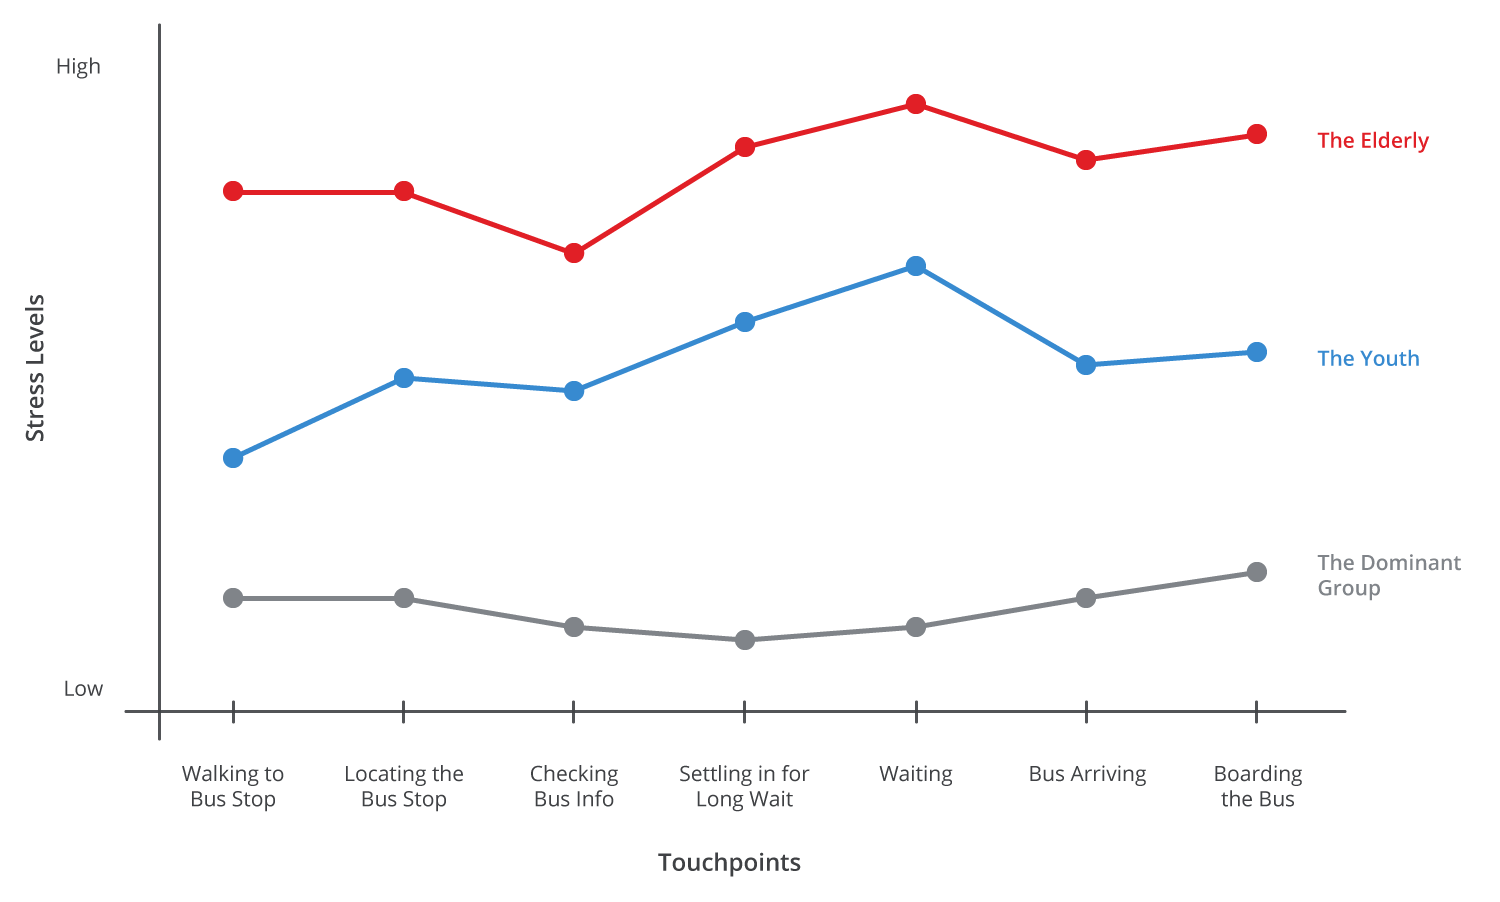 High
Stress Levels
Low
The Elderly
The Youth
The Dominant
Group
Walking to
Bus Stop
Locating the
Bus Stop
Checking
Bus Info
Settling in for
Long Wait
Waiting
Bus Arriving
Boarding
the Bus
Touchpoints